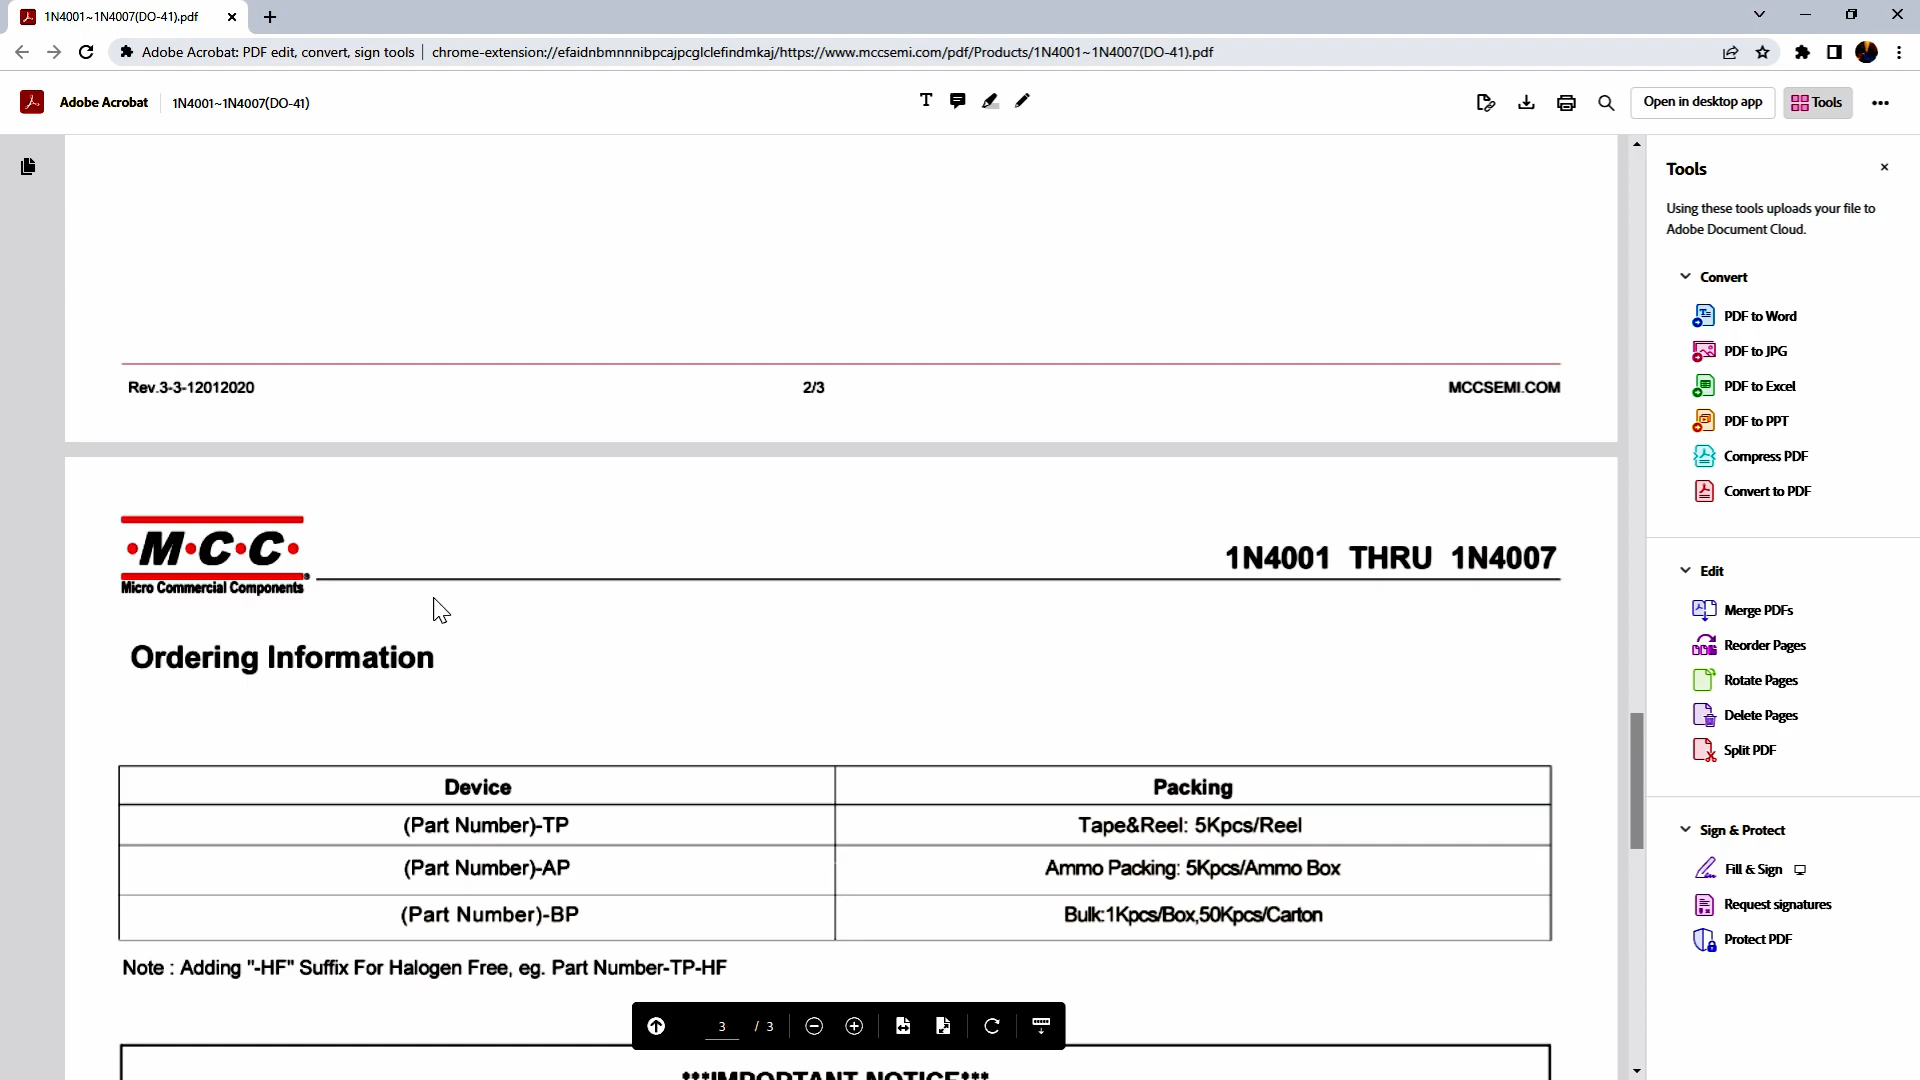 1N4001~1N4007(DO-41).pdf
Adobe Acrobat: PDF edit, convert, sign tools | chrome-extension://efaidnbmnnnibpcajpcglclefindmkaj/https://www.mccsemi.com/pdf/Products/1N4001~1N4007(DO-41).pdf
Adobe Acrobat
1N4001~1N4007(DO-41)
Open in desktop app
Tools
Rev.3-3-12012020
2/3
MCCSEMI.COM
·M·C·C·
Micro Commercial Components
1N4001 THRU 1N4007
Ordering Information
Device
Packing
(Part Number)-TP
Tape&Reel: 5Kpcs/Reel
(Part Number)-AP
Ammo Packing: 5Kpcs/Ammo Box
(Part Number)-BP
Bulk:1Kpcs/Box,50Kpcs/Carton
Note : Adding "-HF" Suffix For Halogen Free, eg. Part Number-TP-HF
3 / 3
***IMPORTANT NOTICE***
Tools
Using these tools uploads your file to
Adobe Document Cloud.
Convert
PDF to Word
PDF to JPG
PDF to Excel
PDF to PPT
Compress PDF
Convert to PDF
Edit
Merge PDFs
Reorder Pages
Rotate Pages
Delete Pages
Split PDF
Sign & Protect
Fill & Sign
Request signatures
Protect PDF